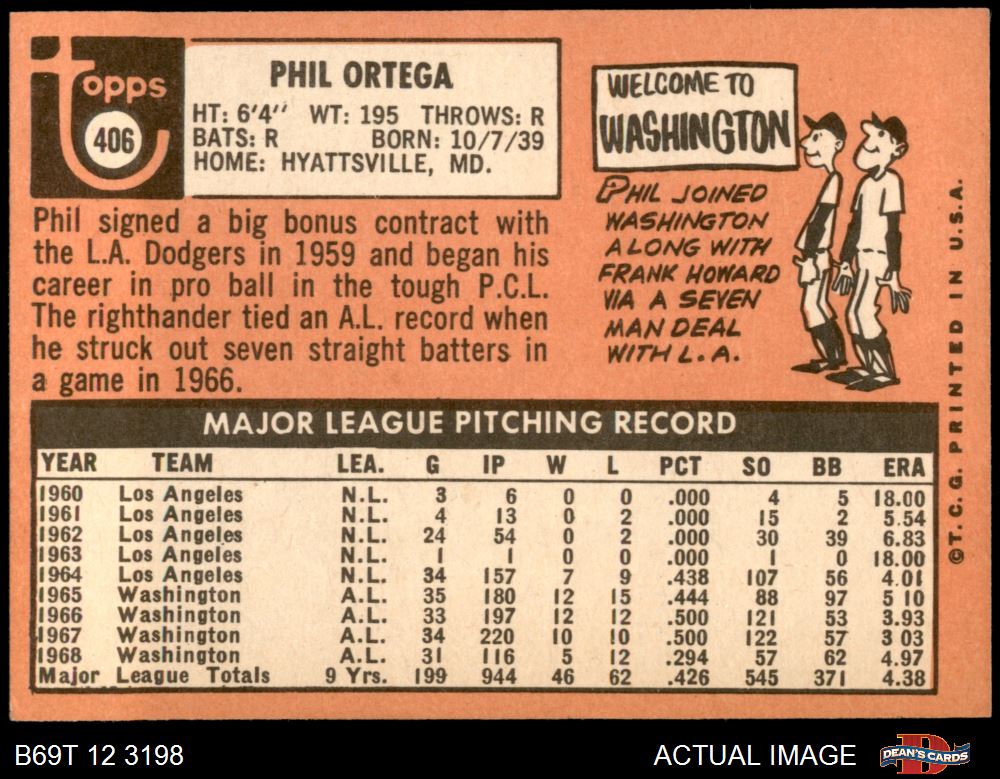 topps
406
PHIL ORTEGA
HT: 6'4" WT: 195 THROWS: R
BATS: R BORN: 10/7/39
HOME: HYATTSVILLE, MD.
Phil signed a big bonus contract with
the L.A. Dodgers in 1959 and began his
career in pro ball in the tough P.C.L.
The righthander tied an A.L. record when
he struck out seven straight batters in
a game in 1966.
WELCOME TO
WASHINGTON
PHIL JOINED
WASHINGTON
ALONG WITH
FRANK HOWARD
VIA A SEVEN
MAN DEAL
WITH L.A.
©T.C.G. PRINTED IN U.S.A.
MAJOR LEAGUE PITCHING RECORD
YEAR TEAM LEA. G IP W L PCT SO BB ERA
1960 Los Angeles N.L. 3 6 0 0 .000 4 5 18.00
1961 Los Angeles N.L. 4 13 0 2 .000 15 2 5.54
1962 Los Angeles N.L. 24 54 0 2 .000 30 39 6.83
1963 Los Angeles N.L. 1 1 0 0 .000 1 0 18.00
1964 Los Angeles N.L. 34 157 7 9 .438 107 56 4.01
1965 Washington A.L. 35 180 12 15 .444 88 97 5 10
1966 Washington A.L. 33 197 12 12 .500 121 53 3.93
1967 Washington A.L. 34 220 10 10 .500 122 57 3 03
1968 Washington A.L. 31 116 5 12 .294 57 62 4.97
Major League Totals 9 Yrs. 199 944 46 62 .426 545 371 4.38
B69T 12 3198
ACTUAL IMAGE
DEAN'S CARDS